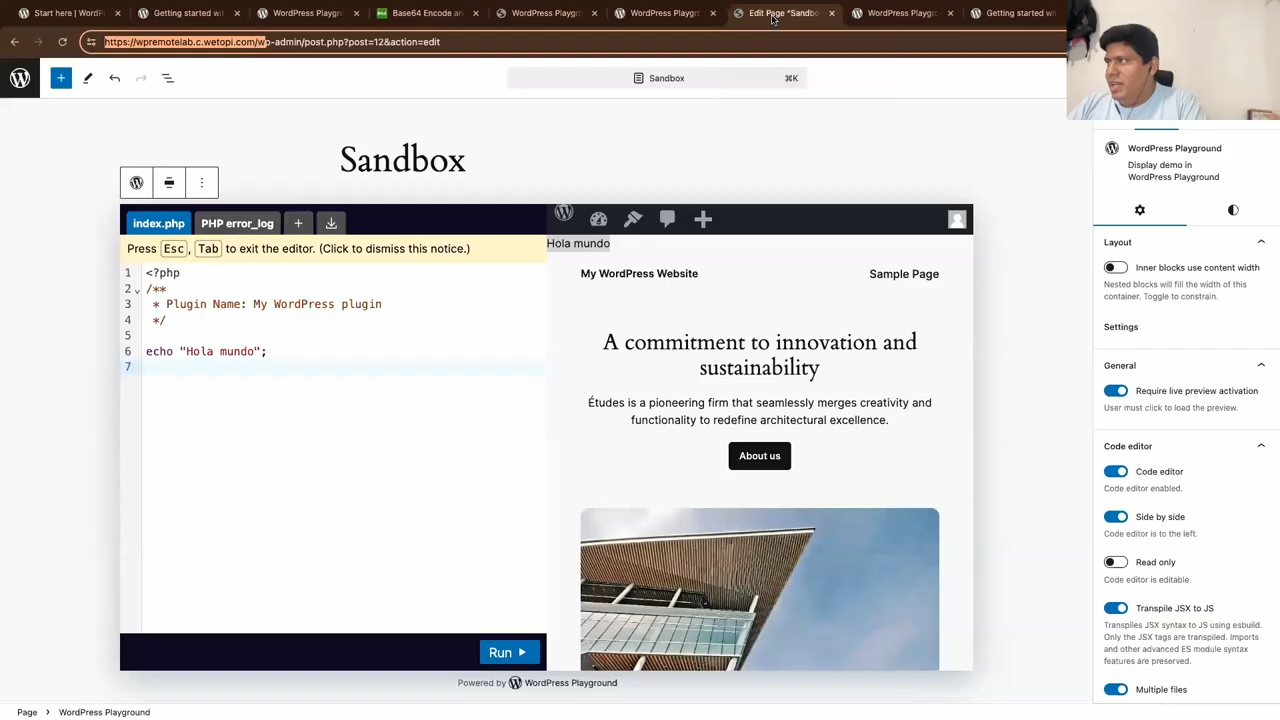 Start here | WordPre
Getting started wit
WordPress Playgro
Base64 Encode an
WordPress Playgr
WordPress Playgr
Edit Page "Sandbo
WordPress Playgr
Getting started wit
https://wpremotelab.c.wetopi.com/wp-admin/post.php?post=12&action=edit
Sandbox
⌘K
Sandbox
index.php
PHP error_log
Press Esc, Tab to exit the editor. (Click to dismiss this notice.)
1 <?php
2 /**
3 * Plugin Name: My WordPress plugin
4 */
5
6 echo "Hola mundo";
7
Run
Hola mundo
My WordPress Website
Sample Page
A commitment to innovation and
sustainability
Études is a pioneering firm that seamlessly merges creativity and
functionality to redefine architectural excellence.
About us
Powered by WordPress Playground
WordPress Playground
Display demo in
WordPress Playground
Layout
Inner blocks use content width
Nested blocks will fill the width of this
container. Toggle to constrain.
Settings
General
Require live preview activation
User must click to load the preview.
Code editor
Code editor
Code editor enabled.
Side by side
Code editor is to the left.
Read only
Code editor is editable.
Transpile JSX to JS
Transpiles JSX syntax to JS using esbuild.
Only the JSX tags are transpiled. Imports
and other advanced ES module syntax
features are preserved.
Multiple files
Page › WordPress Playground